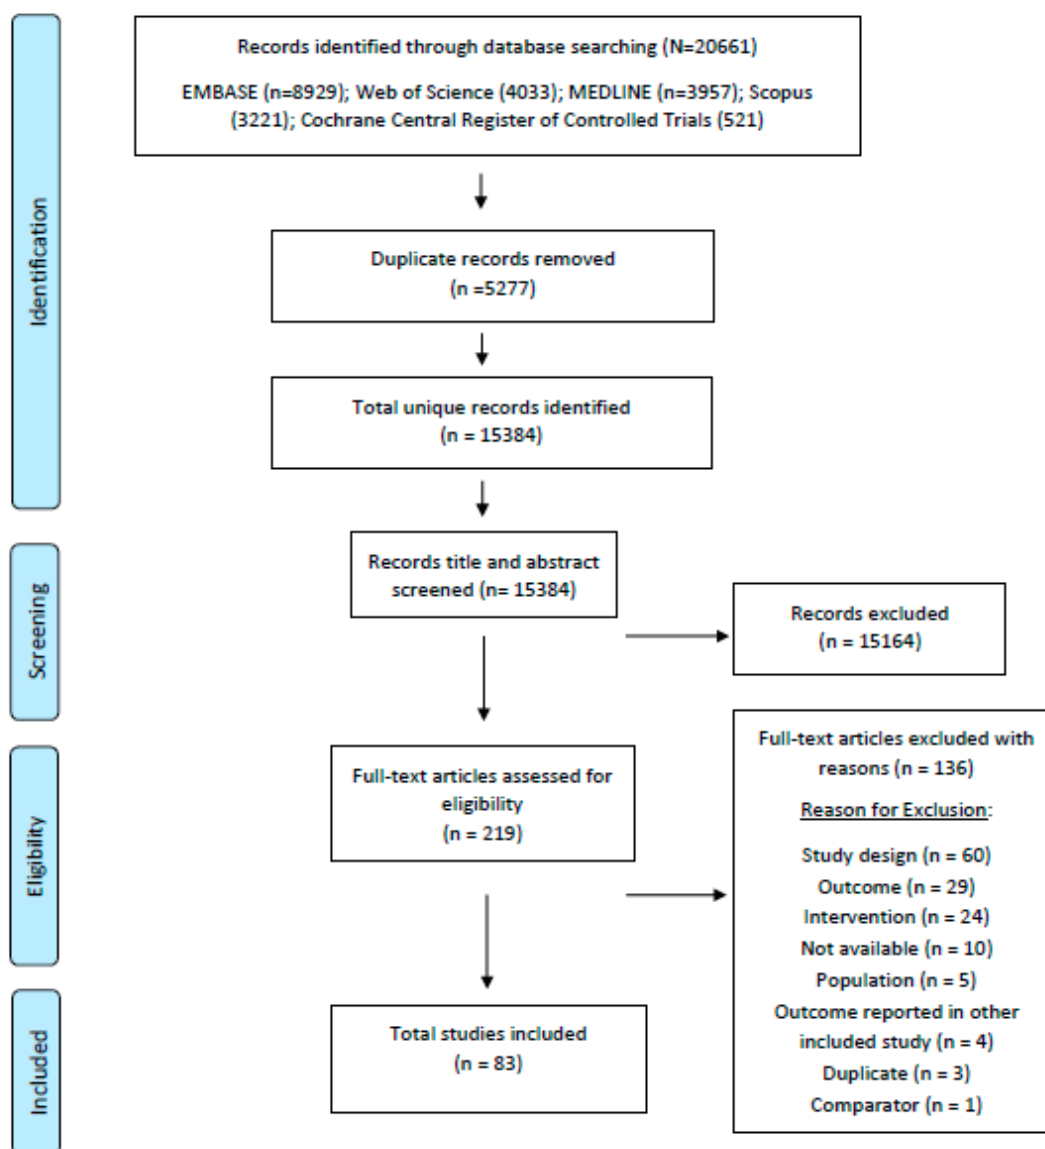 Identification
Records identified through database searching (N=20661)
EMBASE (n=8929); Web of Science (4033); MEDLINE (n=3957); Scopus
(3221); Cochrane Central Register of Controlled Trials (521)
Duplicate records removed
(n =5277)
Total unique records identified
(n = 15384)
Screening
Records title and abstract
screened (n= 15384)
Records excluded
(n = 15164)
Eligibility
Full-text articles assessed for
eligibility
(n = 219)
Full-text articles excluded with
reasons (n = 136)
Reason for Exclusion:
Study design (n = 60)
Outcome (n = 29)
Intervention (n = 24)
Not available (n = 10)
Population (n = 5)
Outcome reported in other
included study (n = 4)
Duplicate (n = 3)
Comparator (n = 1)
Included
Total studies included
(n = 83)